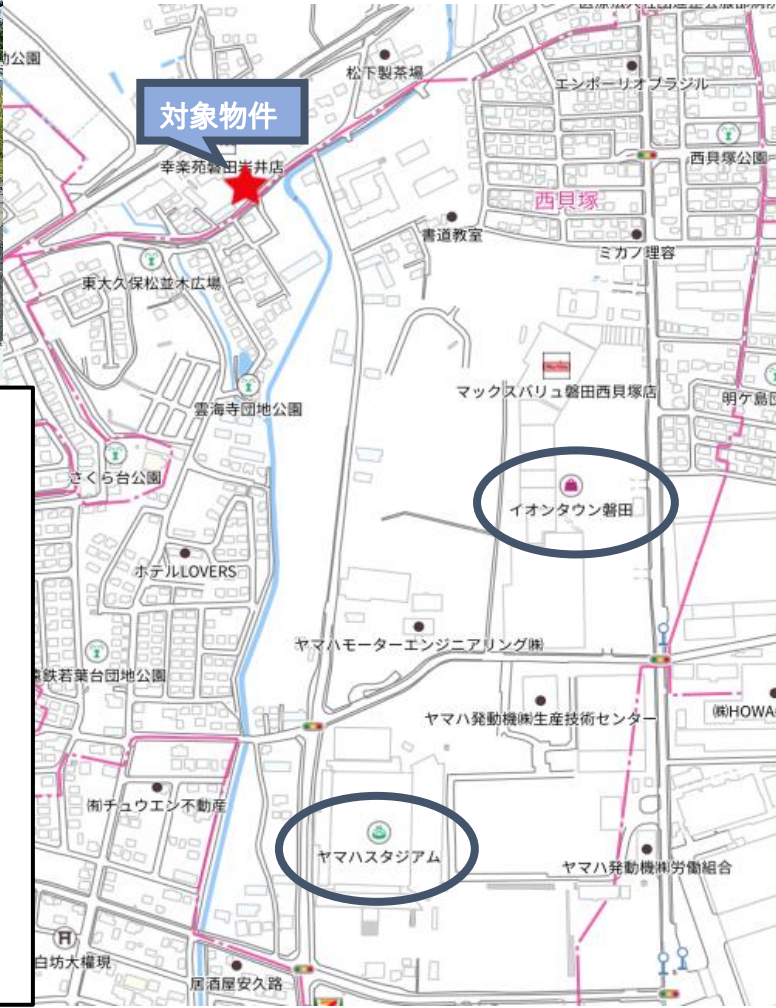 松下製茶場
エンポーリオブラジル
対象物件
幸楽苑磐田岩井店
西貝塚公園
西貝塚
書道教室
ミカノ理容
東大久保松並木広場
マックスバリュ磐田西貝塚店
雲海寺団地公園
さくら台公園
イオンタウン磐田
ホテルLOVERS
ヤマハモーターエンジニアリング㈱
若葉台団地公園
ヤマハ発動機㈱生産技術センター
㈱HOWA
㈲チュウエン不動産
ヤマハスタジアム
ヤマハ発動機㈱労働組合
白坊大權現
居酒屋安久路